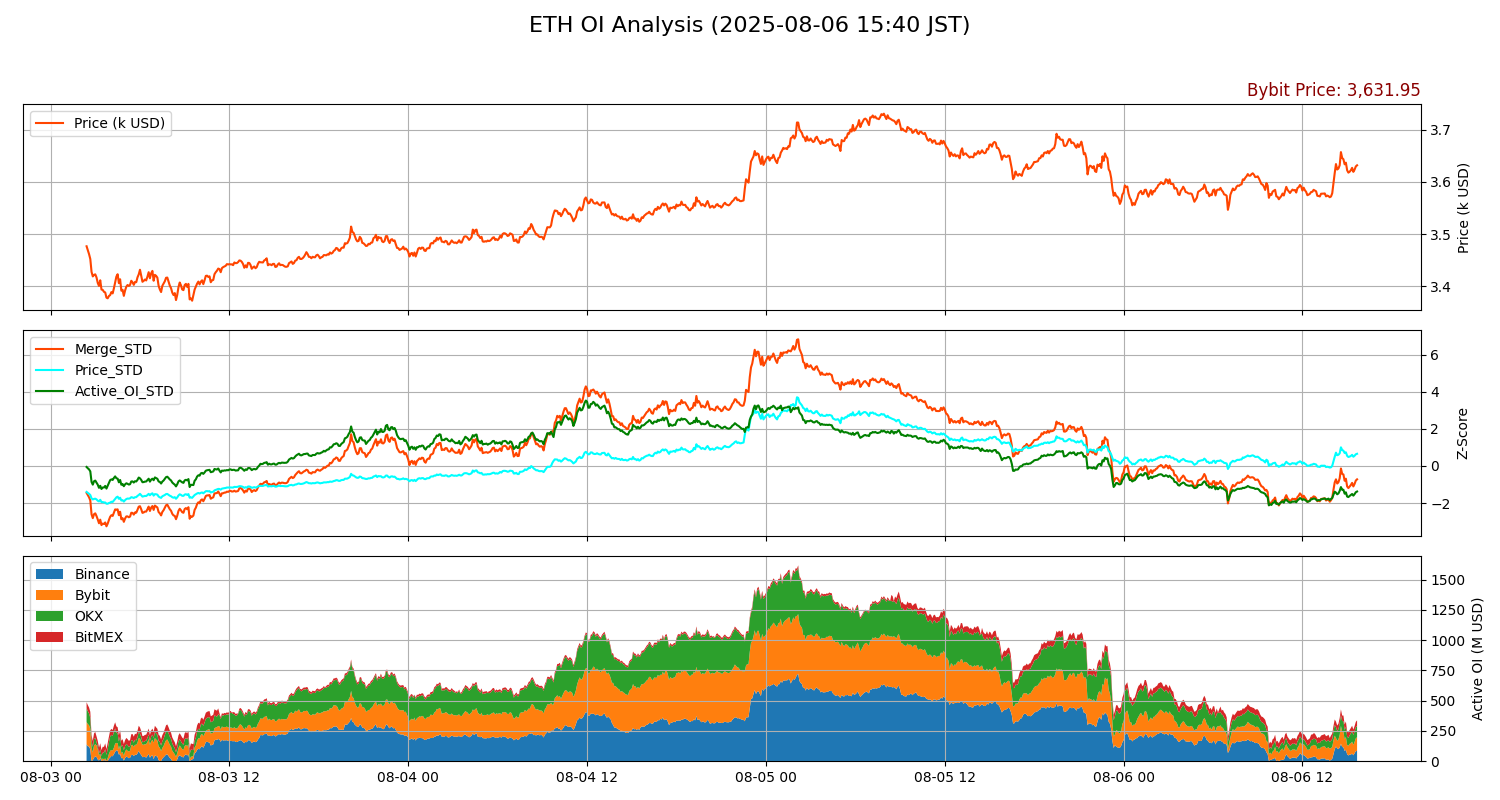 ETH OI Analysis (2025-08-06 15:40 JST)
Bybit Price: 3,631.95
Price (k USD)
3.7
3.6
3.5
3.4
Price (k USD)
Merge_STD
Price_STD
Active_OI_STD
6
4
2
0
−2
Z-Score
Binance
Bybit
OKX
BitMEX
1500
1250
1000
750
500
250
0
Active OI (M USD)
08-03 00 08-03 12 08-04 00 08-04 12 08-05 00 08-05 12 08-06 00 08-06 12